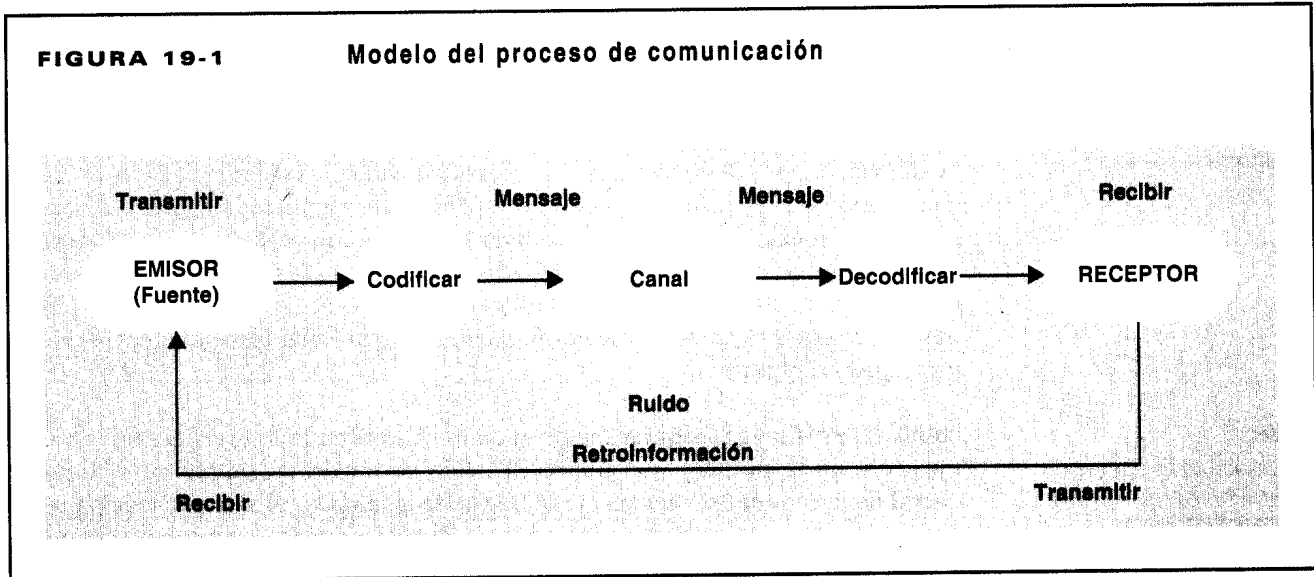 FIGURA 19-1 Modelo del proceso de comunicación
Transmitir Mensaje Mensaje Recibir
EMISOR
(Fuente)
Codificar
Canal
Decodificar
RECEPTOR
Ruido
Retroinformación
Recibir Transmitir